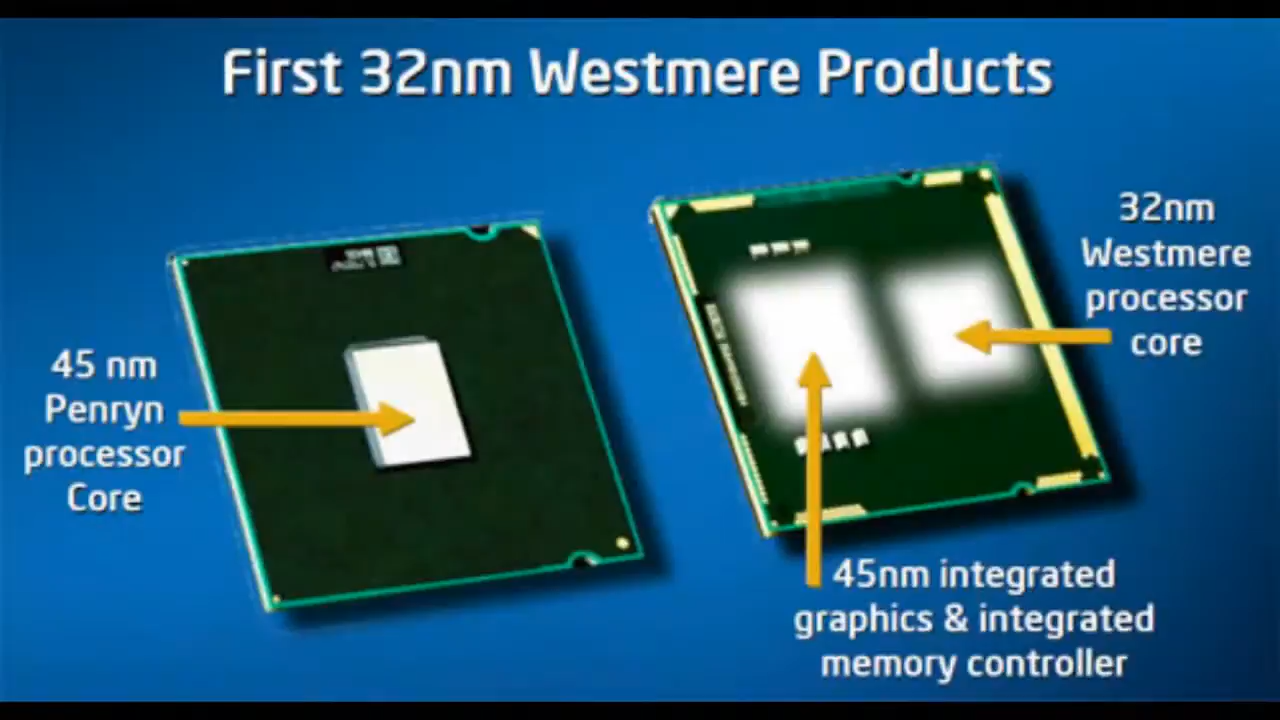 First 32nm Westmere Products
45 nm
Penryn
processor
Core
32nm
Westmere
processor
core
45nm integrated
graphics & integrated
memory controller